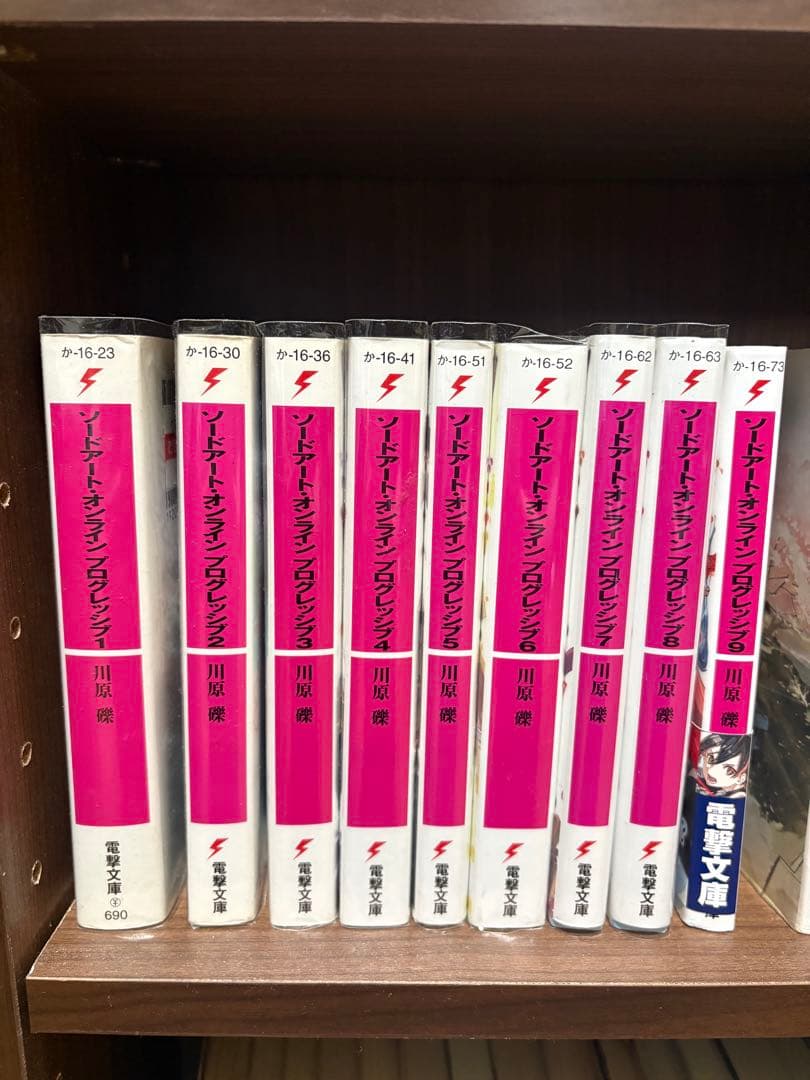 か-16-23
ソードアート・オンライン プログレッシブ1
川原 礫
電撃文庫
¥
690
か-16-30
ソードアート・オンライン プログレッシブ2
川原 礫
電撃文庫
か-16-36
ソードアート・オンライン プログレッシブ3
川原 礫
電撃文庫
か-16-41
ソードアート・オンライン プログレッシブ4
川原 礫
電撃文庫
か-16-51
ソードアート・オンライン プログレッシブ5
川原 礫
電撃文庫
か-16-52
ソードアート・オンライン プログレッシブ6
川原 礫
電撃文庫
か-16-62
ソードアート・オンライン プログレッシブ7
川原 礫
電撃文庫
か-16-63
ソードアート・オンライン プログレッシブ8
川原 礫
電撃文庫
か-16-73
ソードアート・オンライン プログレッシブ9
川原 礫
電撃文庫
庫